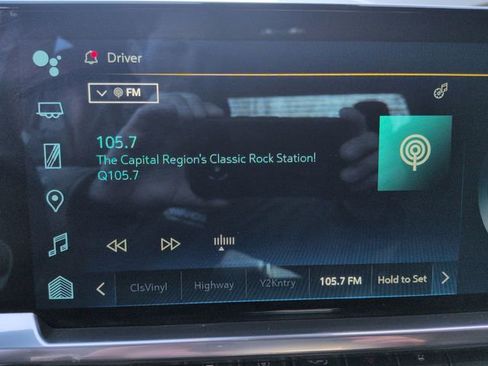 Driver
FM
105.7
The Capital Region's Classic Rock Station!
Q105.7
ClsVinyl Highway Y2Kntry 105.7 FM Hold to Set